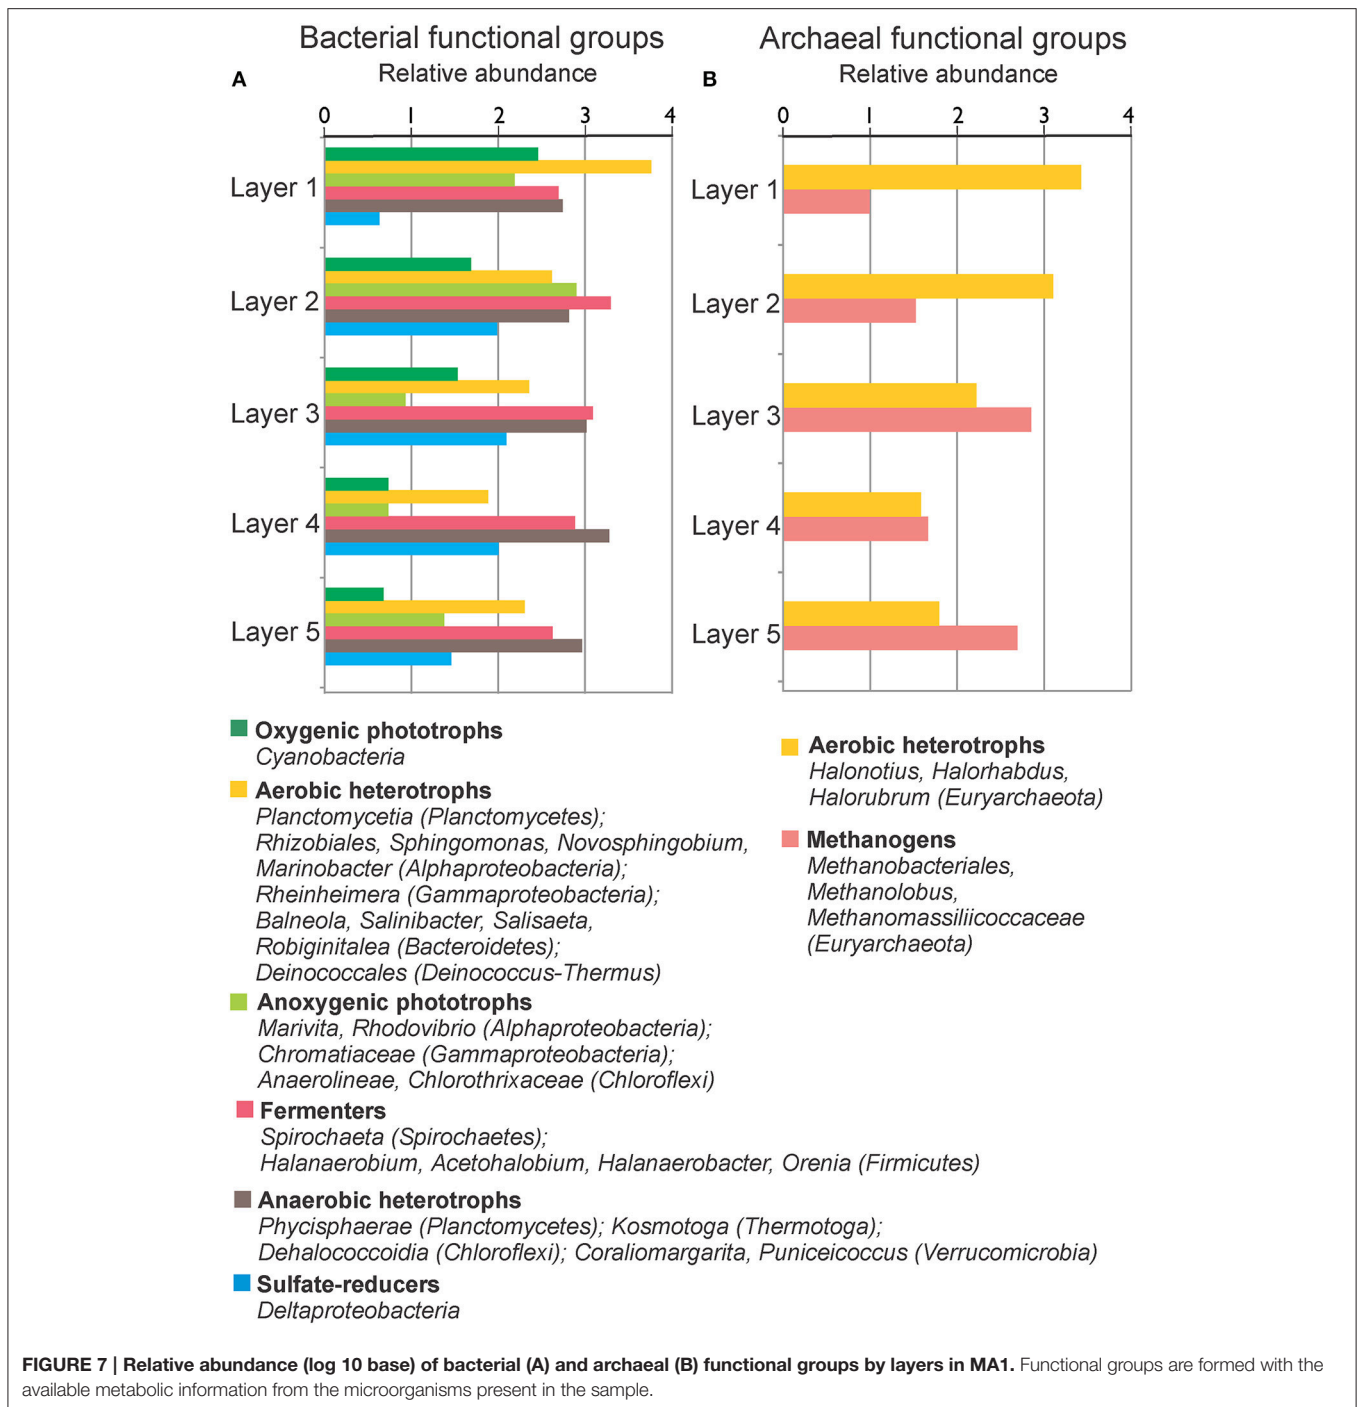 Bacterial functional groups
Relative abundance
A
0 1 2 3 4
Layer 1
Layer 2
Layer 3
Layer 4
Layer 5
Archaeal functional groups
Relative abundance
B
0 1 2 3 4
Layer 1
Layer 2
Layer 3
Layer 4
Layer 5
Oxygenic phototrophs
Cyanobacteria
Aerobic heterotrophs
Planctomycetia (Planctomycetes);
Rhizobiales, Sphingomonas, Novosphingobium,
Marinobacter (Alphaproteobacteria);
Rheinheimera (Gammaproteobacteria);
Balneola, Salinibacter, Salisaeta,
Robiginitalea (Bacteroidetes);
Deinococcales (Deinococcus-Thermus)
Anoxygenic phototrophs
Marivita, Rhodovibrio (Alphaproteobacteria);
Chromatiaceae (Gammaproteobacteria);
Anaerolineae, Chlorothrixaceae (Chloroflexi)
Fermenters
Spirochaeta (Spirochaetes);
Halanaerobium, Acetohalobium, Halanaerobacter, Orenia (Firmicutes)
Anaerobic heterotrophs
Phycisphaerae (Planctomycetes); Kosmotoga (Thermotoga);
Dehalococcoidia (Chloroflexi); Coraliomargarita, Puniceicoccus (Verrucomicrobia)
Sulfate-reducers
Deltaproteobacteria
Aerobic heterotrophs
Halonotius, Halorhabdus,
Halorubrum (Euryarchaeota)
Methanogens
Methanobacteriales,
Methanolobus,
Methanomassiliicoccaceae
(Euryarchaeota)
FIGURE 7 | Relative abundance (log 10 base) of bacterial (A) and archaeal (B) functional groups by layers in MA1. Functional groups are formed with the
available metabolic information from the microorganisms present in the sample.